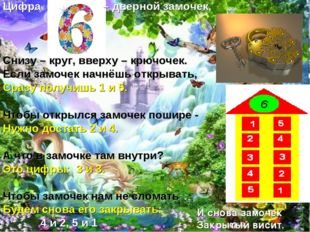 Цифра 6 – дверной замочек.
Снизу – круг, вверху – крючочек.
Если замочек начнёшь открывать,
Сразу получишь 1 и 5.
Чтобы открылся замочек пошире -
Нужно достать 2 и 4.
А что в замочке там внутри?
Это цифры: 3 и 3.
Чтобы замочек нам не сломать
Будем снова его закрывать:
4 и 2, 5 и 1
6
1 5
2 4
3 3
4 2
5 1
И снова замочек
Закрытый висит.